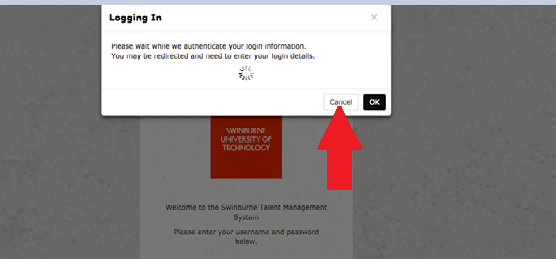 Logging In
Please wait while we authenticate your login information.
You may be redirected and need to enter your login details.
Cancel
OK
SWINBURNE
UNIVERSITY OF
TECHNOLOGY
Welcome to the Swinburne Talent Management
System
Please enter your username and password
below.